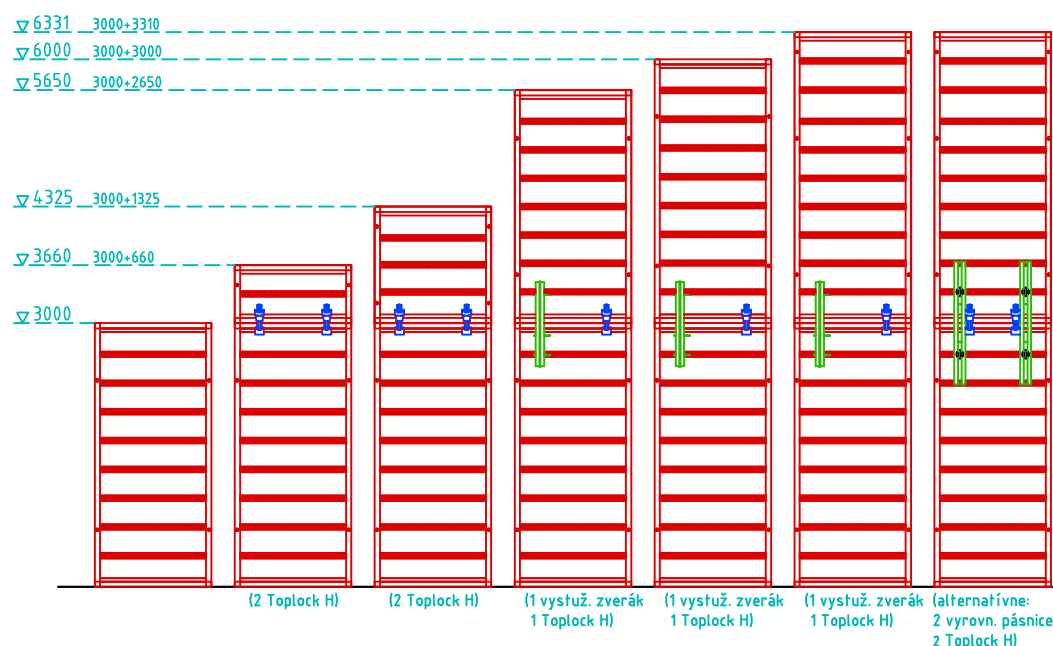 6331 3000+3310
6000 3000+3000
5650 3000+2650
4325 3000+1325
3660 3000+660
3000
(2 Toplock H)
(2 Toplock H)
(1 vystuž. zverák
1 Toplock H)
(1 vystuž. zverák
1 Toplock H)
(1 vystuž. zverák
1 Toplock H)
(alternatívne:
2 vyrovn. pásnice
2 Toplock H)